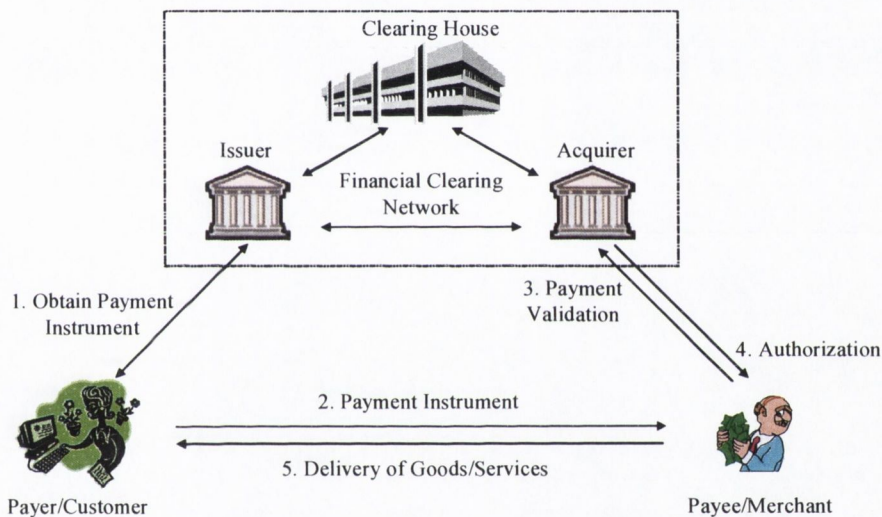 Clearing House
Issuer
Acquirer
Financial Clearing
Network
1. Obtain Payment
Instrument
3. Payment
Validation
4. Authorization
2. Payment Instrument
5. Delivery of Goods/Services
Payer/Customer
Payee/Merchant